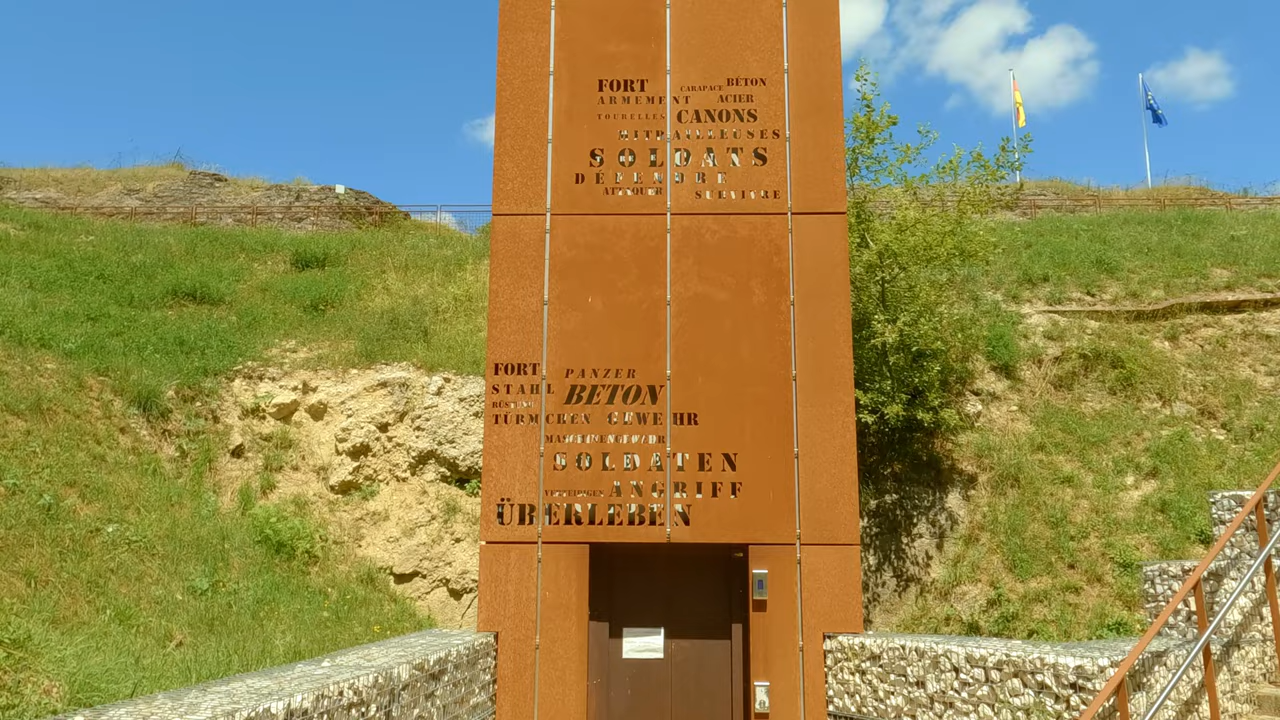 FORT CARAPACE BÉTON
ARMEMENT ACIER
TOURELLES CANONS
MITRAILLEUSES
SOLDATS
DÉFENDRE
ATTAQUER SURVIVRE
FORT PANZER
STAHL BETON
RÜSTUNG
TÜRMCHEN GEWEHR
SOLDATEN
VERTEIDIGEN ANGRIFF
ÜBERLEBEN